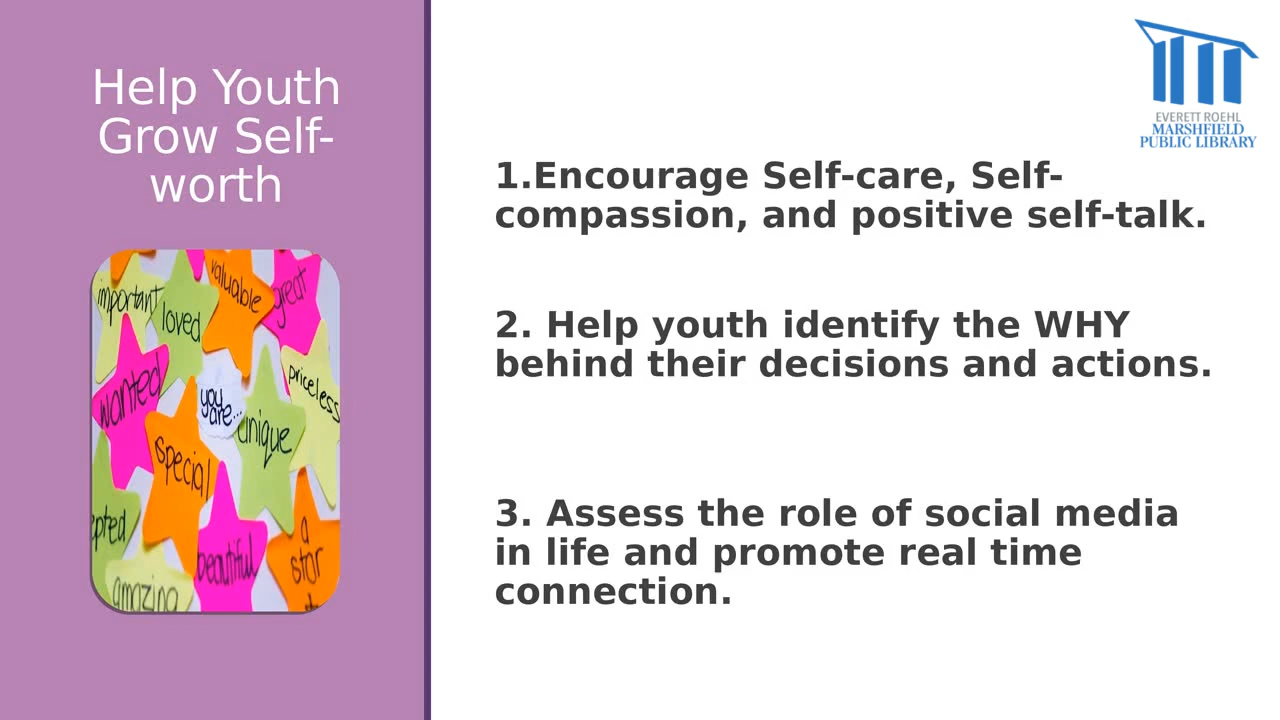 Help Youth
Grow Self-
worth
important
loved
valuable
great
wanted
you
are...
priceless
special
unique
epted
beautiful
a
star
amazing
EVERETT ROEHL
MARSHFIELD
PUBLIC LIBRARY
1.Encourage Self-care, Self-
compassion, and positive self-talk.
2. Help youth identify the WHY
behind their decisions and actions.
3. Assess the role of social media
in life and promote real time
connection.